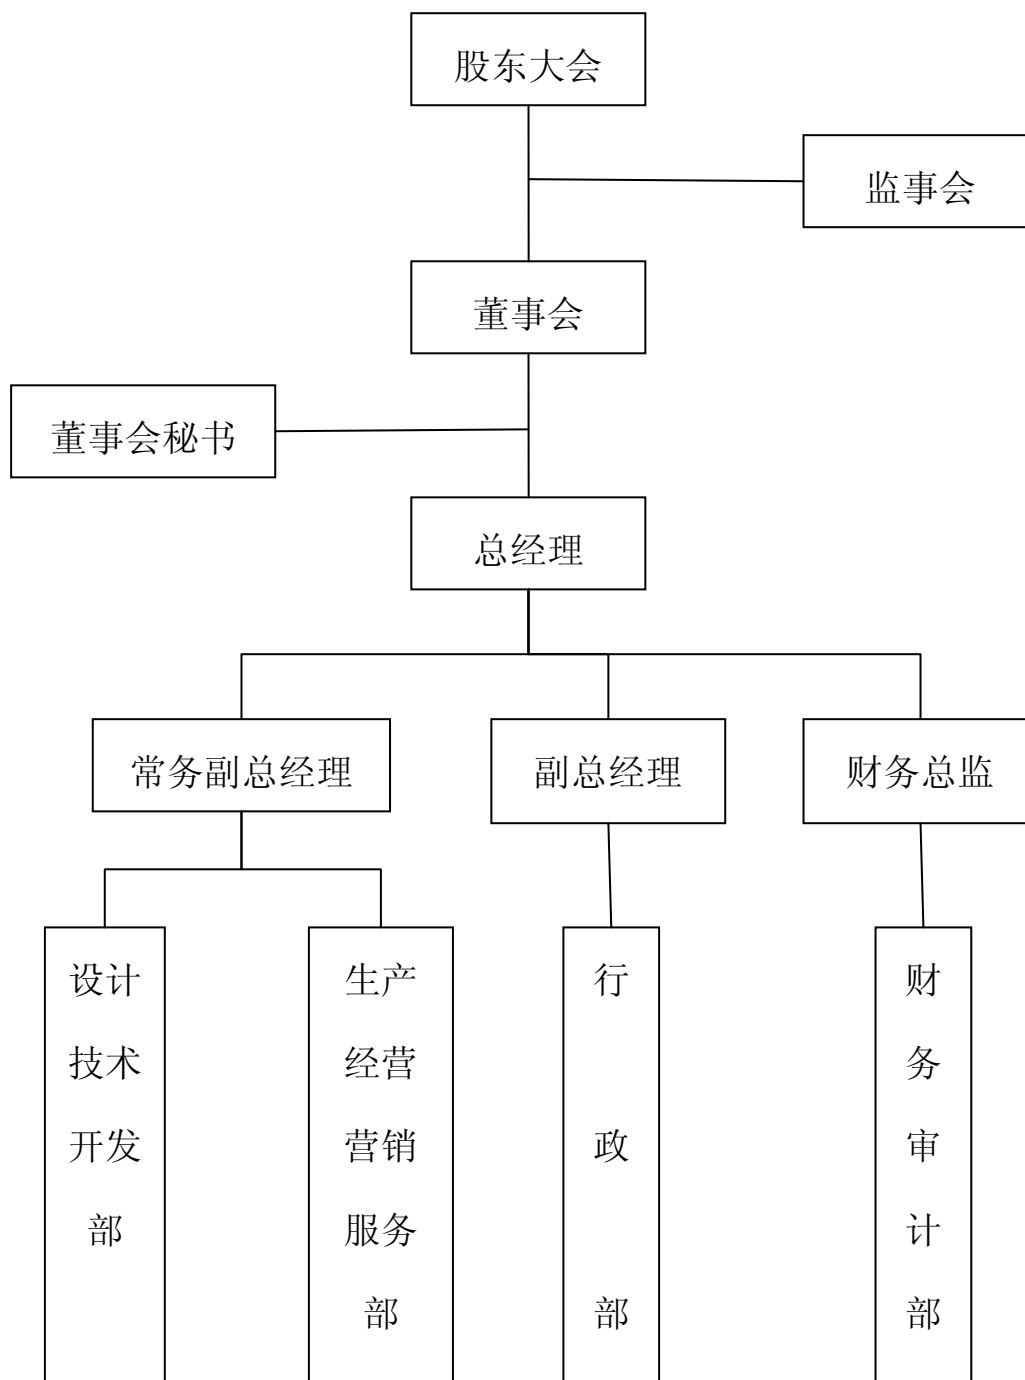 股东大会
监事会
董事会
董事会秘书
总经理
常务副总经理
副总经理
财务总监
设计
技术
开发
部
生产
经营
营销
服务
部
行
政
部
财
务
审
计
部